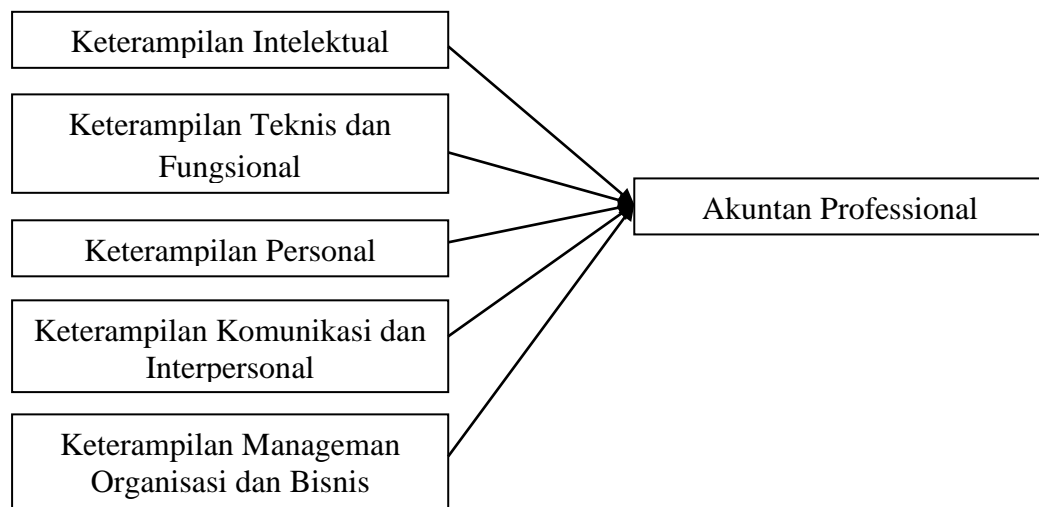 Keterampilan Intelektual
Keterampilan Teknis dan
Fungsional
Keterampilan Personal
Keterampilan Komunikasi dan
Interpersonal
Keterampilan Manageman
Organisasi dan Bisnis
Akuntan Professional